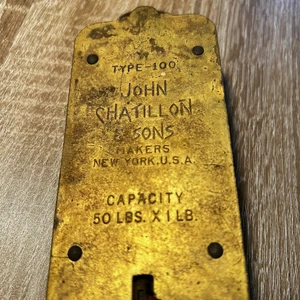 TYPE-100
JOHN
CHATILLON
& SONS
MAKERS
NEW YORK.U.S.A.
CAPACITY
50 LBS. X 1 LB.